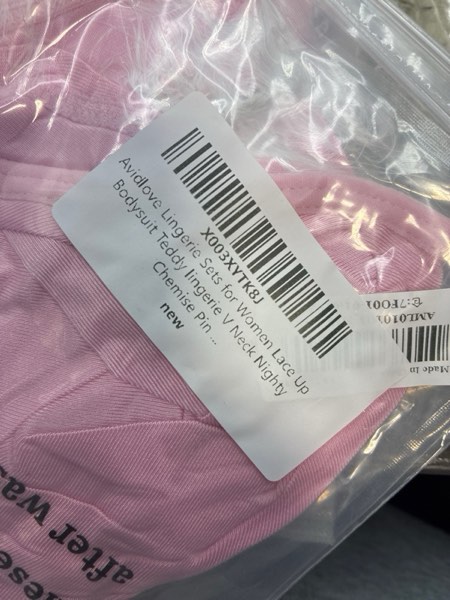 X003XYTK8J
Avidlove Lingerie Sets for Women Lace Up
Bodysuit Teddy lingerie V Neck Nighty
Chemise Pin ...
new
Made in
AML0101
after